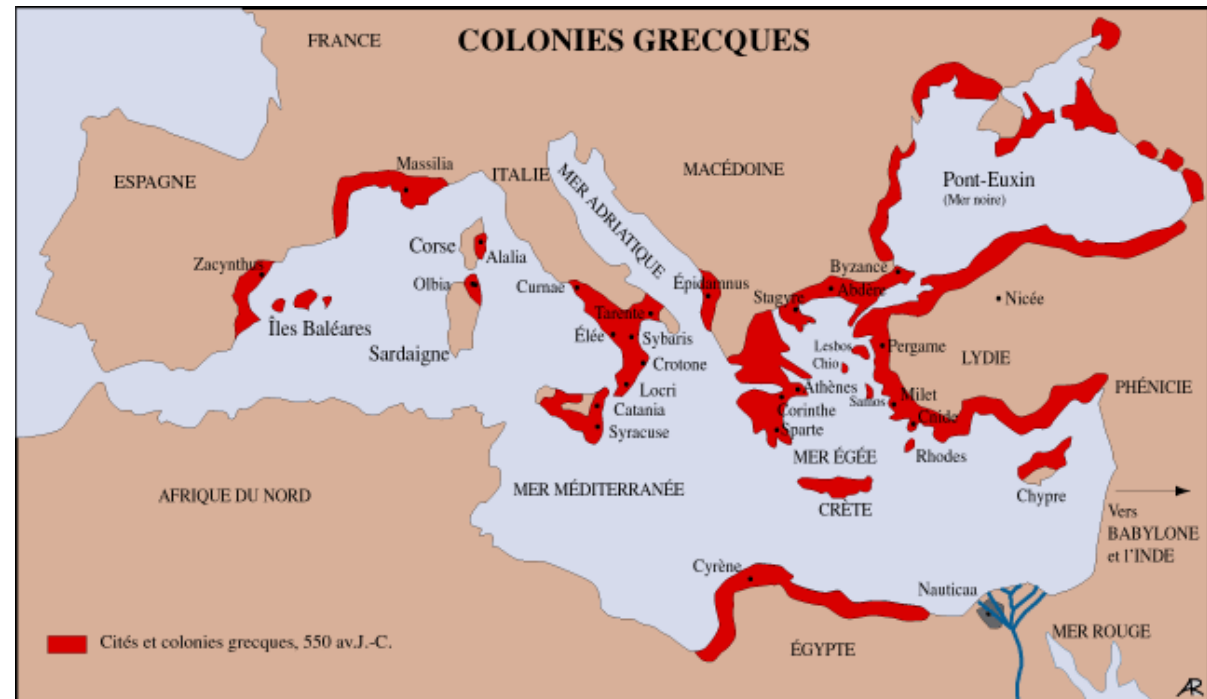 COLONIES GRECQUES
FRANCE
ESPAGNE
Massilia
ITALIE
MER ADRIATIQUE
MACÉDOINE
Pont-Euxin
(Mer noire)
Corse
Alalia
Zacynthus
Olbia
Îles Baléares
Sardaigne
Curnae
Tarente
Élée
Sybaris
Crotone
Locri
Catania
Syracuse
Épidamnus
Stagyre
Byzance
Abdère
Nicée
Lesbos
Chio
Pergame
LYDIE
PHÉNICIE
Athènes
Samos
Milet
Corinthe
Cnide
Sparte
Rhodes
MER ÉGÉE
CRÈTE
Chypre
MER MÉDITERRANÉE
AFRIQUE DU NORD
Vers
BABYLONE
et l'INDE
Cyrène
Nauticaa
ÉGYPTE
MER ROUGE
Cités et colonies grecques, 550 av.J.-C.
AR